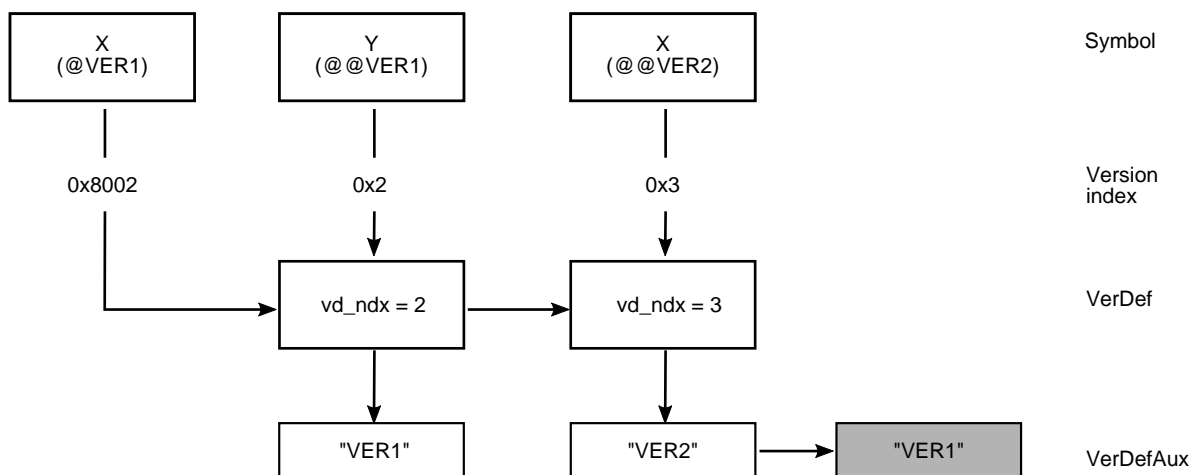 X
(@VER1)
Y
(@@VER1)
X
(@@VER2)
Symbol
0x8002
0x2
0x3
Version
index
vd_ndx = 2
vd_ndx = 3
VerDef
"VER1"
"VER2"
"VER1"
VerDefAux